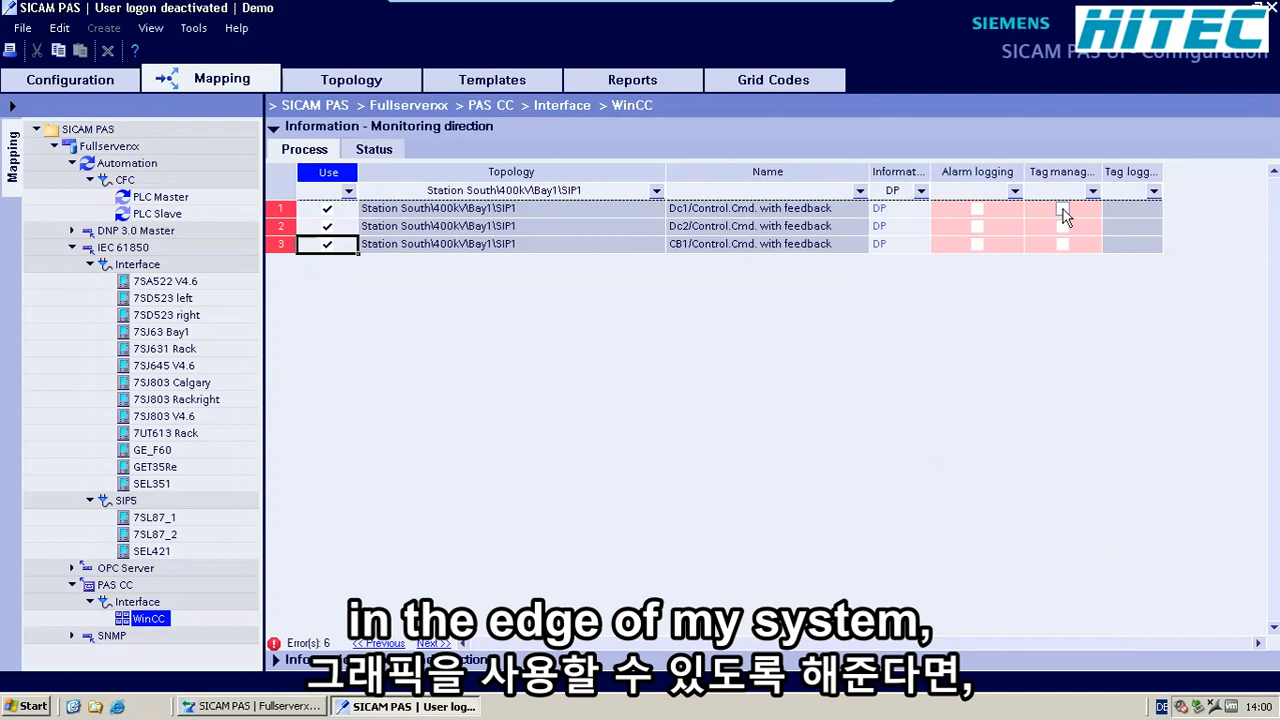 SICAM PAS | User logon deactivated | Demo
File Edit Create View Tools Help
SIEMENS
HITEC
Configuration Mapping Topology Templates Reports Grid Codes
> SICAM PAS > Fullserverxx > PAS CC > Interface > WinCC
Information - Monitoring direction
Process Status
Mapping
SICAM PAS
Fullserverxx
Automation
CFC
PLC Master
PLC Slave
DNP 3.0 Master
IEC 61850
Interface
7SA522 V4.6
7SD523 left
7SD523 right
7SJ63 Bay1
7SJ631 Rack
7SJ645 V4.6
7SJ803 Calgary
7SJ803 Rackright
7SJ803 V4.6
7UT613 Rack
GE_F60
GET35Re
SEL351
SIP5
7SL87_1
7SL87_2
SEL421
OPC Server
PAS CC
Interface
WinCC
SNMP
Use Topology Name Informat... Alarm logging Tag manag... Tag logg...
Station South\400kV\Bay1\SIP1 DP
1 Station South\400kV\Bay1\SIP1 Dc1/Control.Cmd. with feedback DP
2 Station South\400kV\Bay1\SIP1 Dc2/Control.Cmd. with feedback DP
3 Station South\400kV\Bay1\SIP1 CB1/Control.Cmd. with feedback DP
Error(s): 6 << Previous Next >>
in the edge of my system,
그래픽을 사용할 수 있도록 해준다면,
Start SICAM PAS | Fullserverx... SICAM PAS | User log... DE 14:00